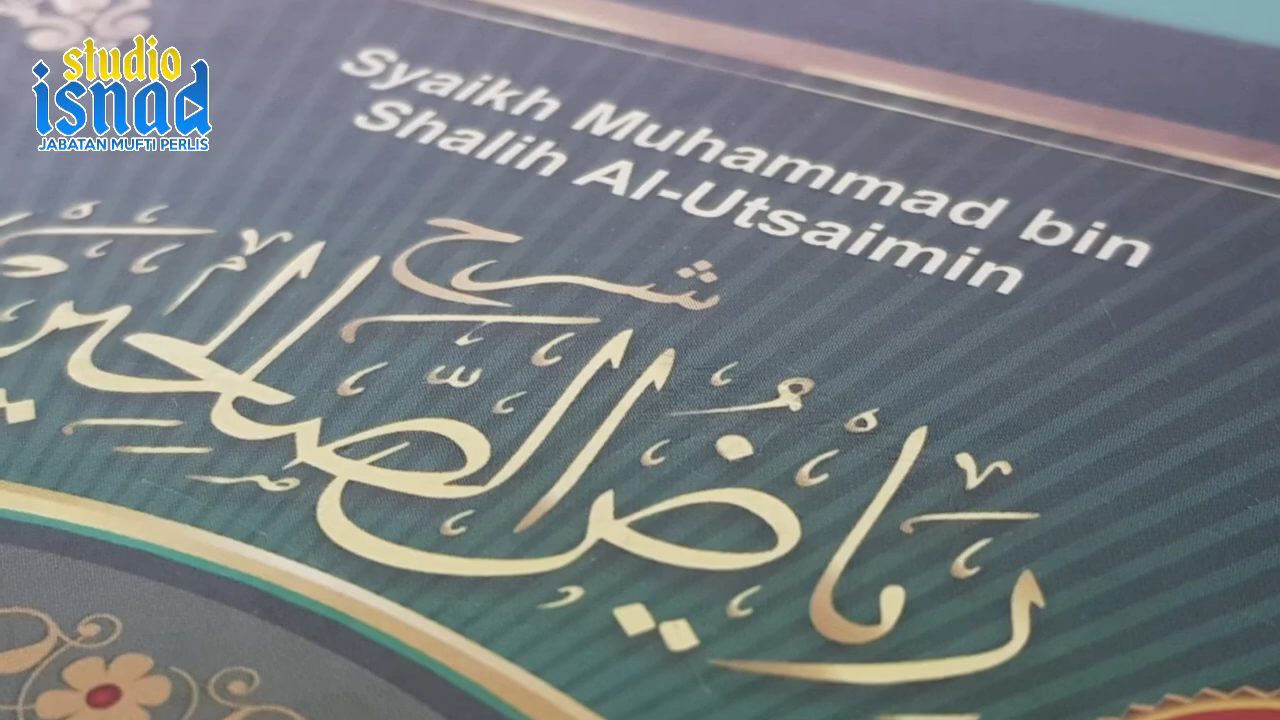 studio
isnad
JABATAN MUFTI PERLIS
Syaikh Muhammad bin
Shalih Al-Utsaimin
شرح
رياض الصالحين